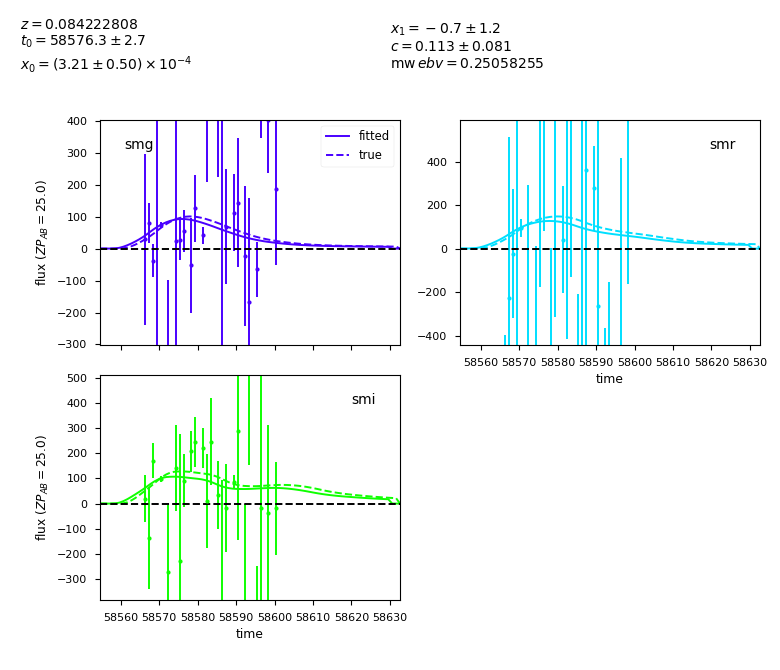 z = 0.084222808
t₀ = 58576.3 ± 2.7
x₀ = (3.21 ± 0.50) × 10⁻⁴
x₁ = −0.7 ± 1.2
c = 0.113 ± 0.081
mw ebv = 0.25058255
smg
fitted
true
400
300
200
100
0
−100
−200
−300
flux (ZP_AB = 25.0)
smr
400
200
0
−200
−400
58560 58570 58580 58590 58600 58610 58620 58630
time
smi
500
400
300
200
100
0
−100
−200
−300
flux (ZP_AB = 25.0)
58560 58570 58580 58590 58600 58610 58620 58630
time